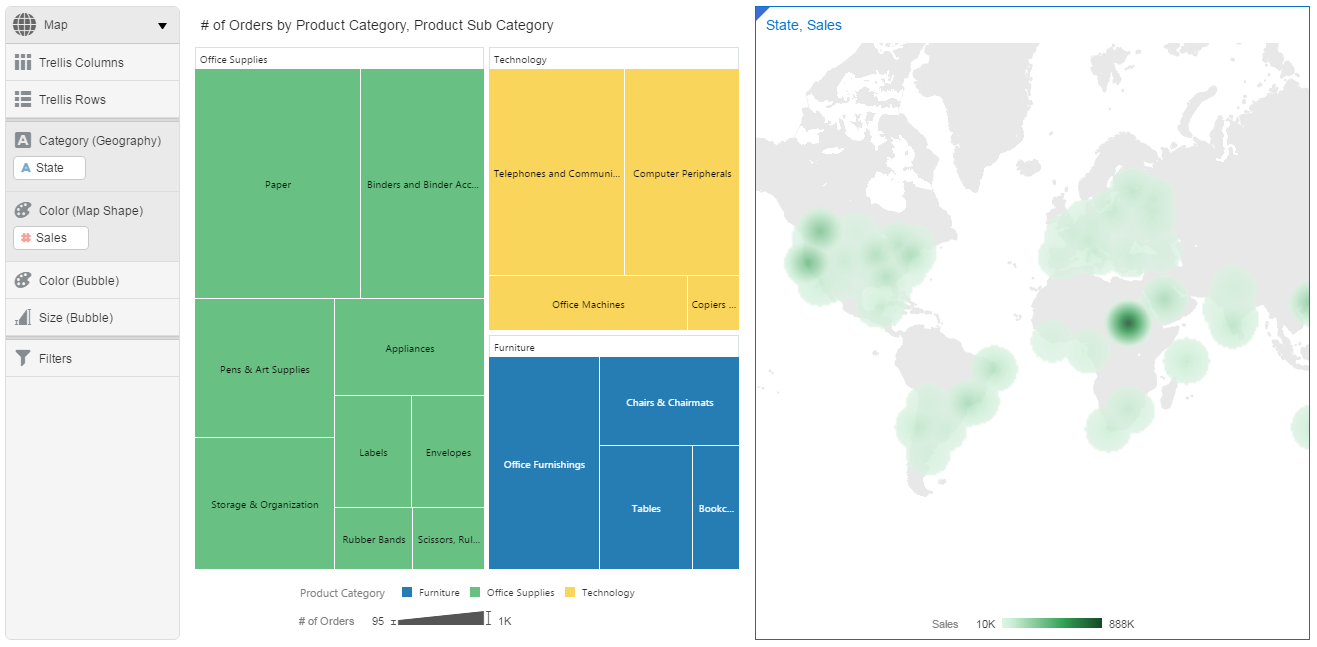 Map
Trellis Columns
Trellis Rows
A Category (Geography)
A State
Color (Map Shape)
# Sales
Color (Bubble)
Size (Bubble)
Filters
# of Orders by Product Category, Product Sub Category
Office Supplies
Paper
Binders and Binder Acc...
Pens & Art Supplies
Appliances
Labels
Envelopes
Storage & Organization
Rubber Bands
Scissors, Rul...
Technology
Telephones and Communi...
Computer Peripherals
Office Machines
Copiers ...
Furniture
Office Furnishings
Chairs & Chairmats
Tables
Bookc...
Product Category Furniture Office Supplies Technology
# of Orders 95 1K
State, Sales
Sales 10K 888K